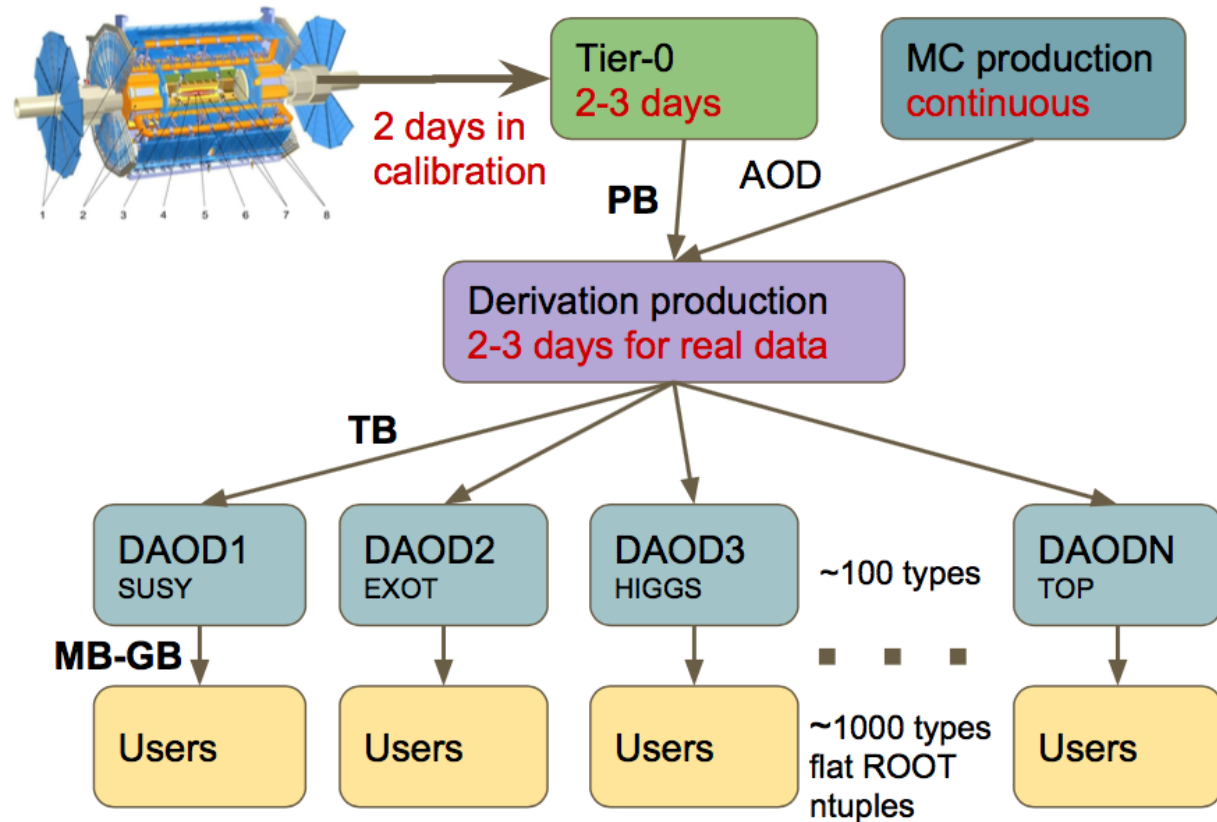 Tier-0
2-3 days
MC production
continuous
2 days in
calibration
1 2 3 4 5 6 7 8
PB
AOD
Derivation production
2-3 days for real data
TB
DAOD1
SUSY
DAOD2
EXOT
DAOD3
HIGGS
~100 types
DAODN
TOP
MB-GB
Users
Users
Users
~1000 types
flat ROOT
ntuples
Users